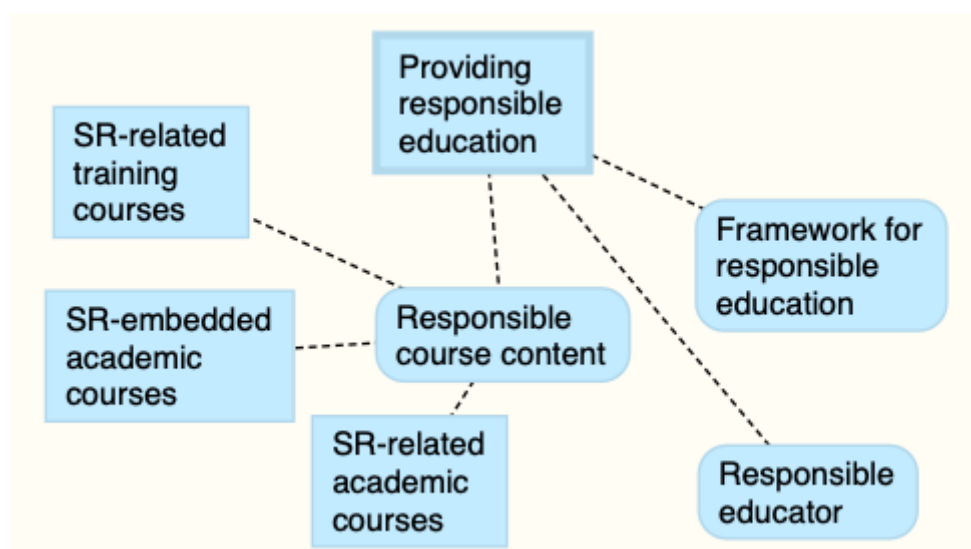 Providing
responsible
education
SR-related
training
courses
Framework for
responsible
education
SR-embedded
academic
courses
Responsible
course content
SR-related
academic
courses
Responsible
educator